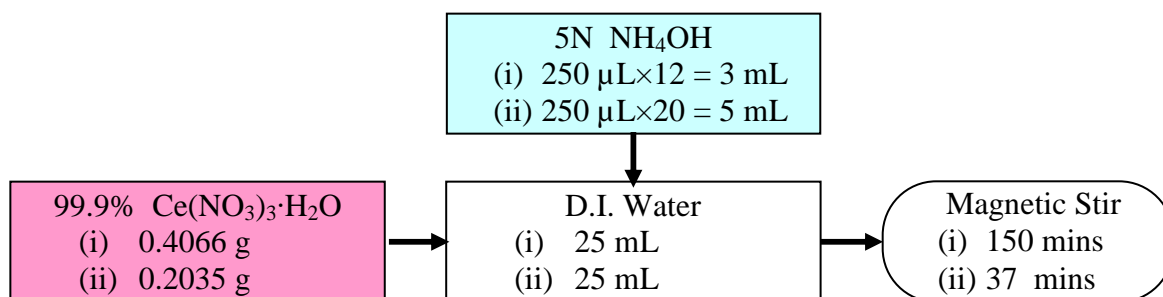 5N NH₄OH
(i) 250 µL×12 = 3 mL
(ii) 250 µL×20 = 5 mL
99.9% Ce(NO₃)₃·H₂O
(i) 0.4066 g
(ii) 0.2035 g
D.I. Water
(i) 25 mL
(ii) 25 mL
Magnetic Stir
(i) 150 mins
(ii) 37 mins